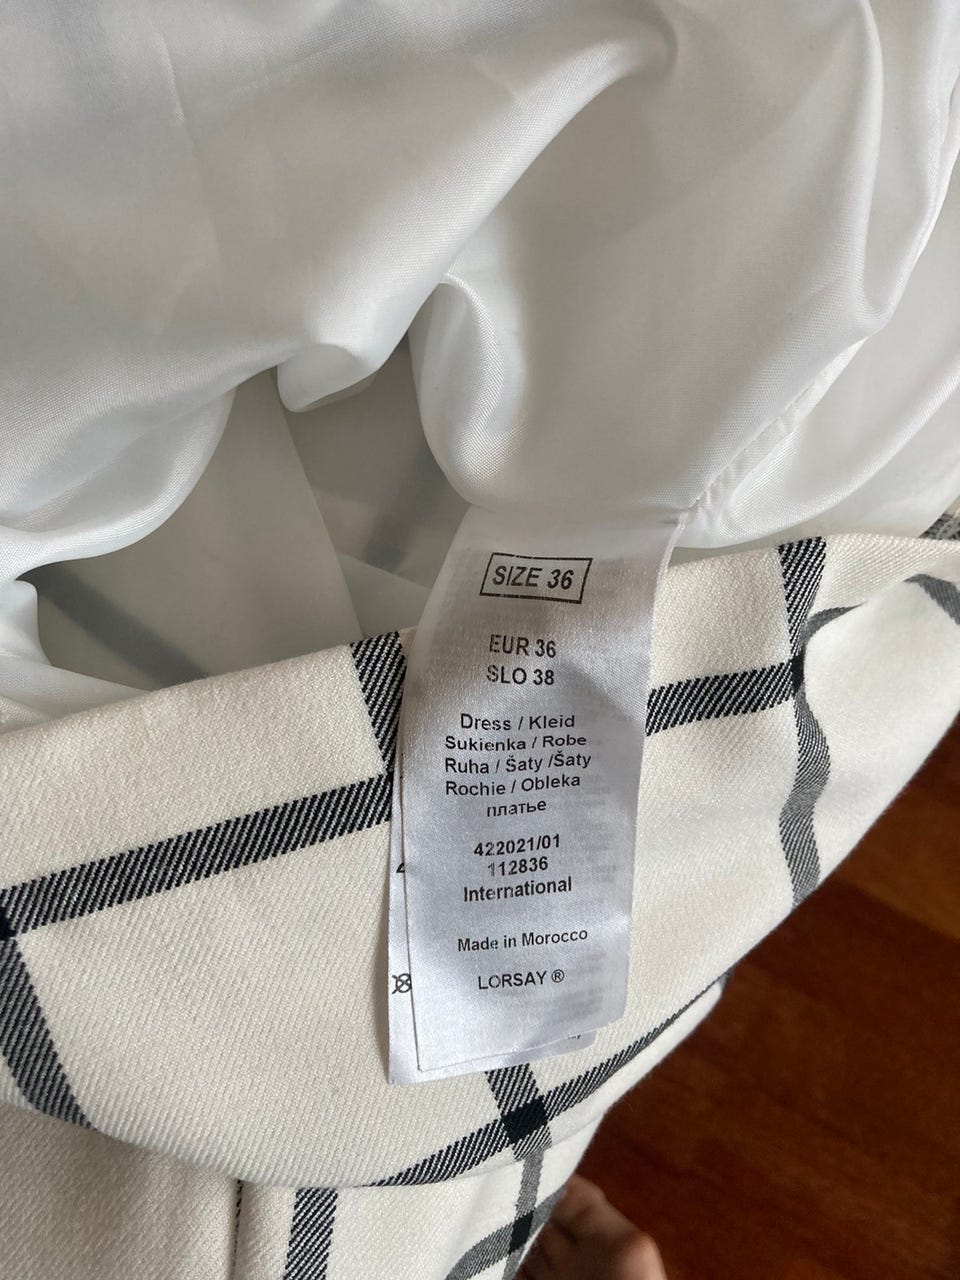 SIZE 36
EUR 36
SLO 38
Dress / Kleid
Sukienka / Robe
Ruha / Šaty /Šaty
Rochie / Obleka
платье
422021/01
112836
International
Made in Morocco
LORSAY ®